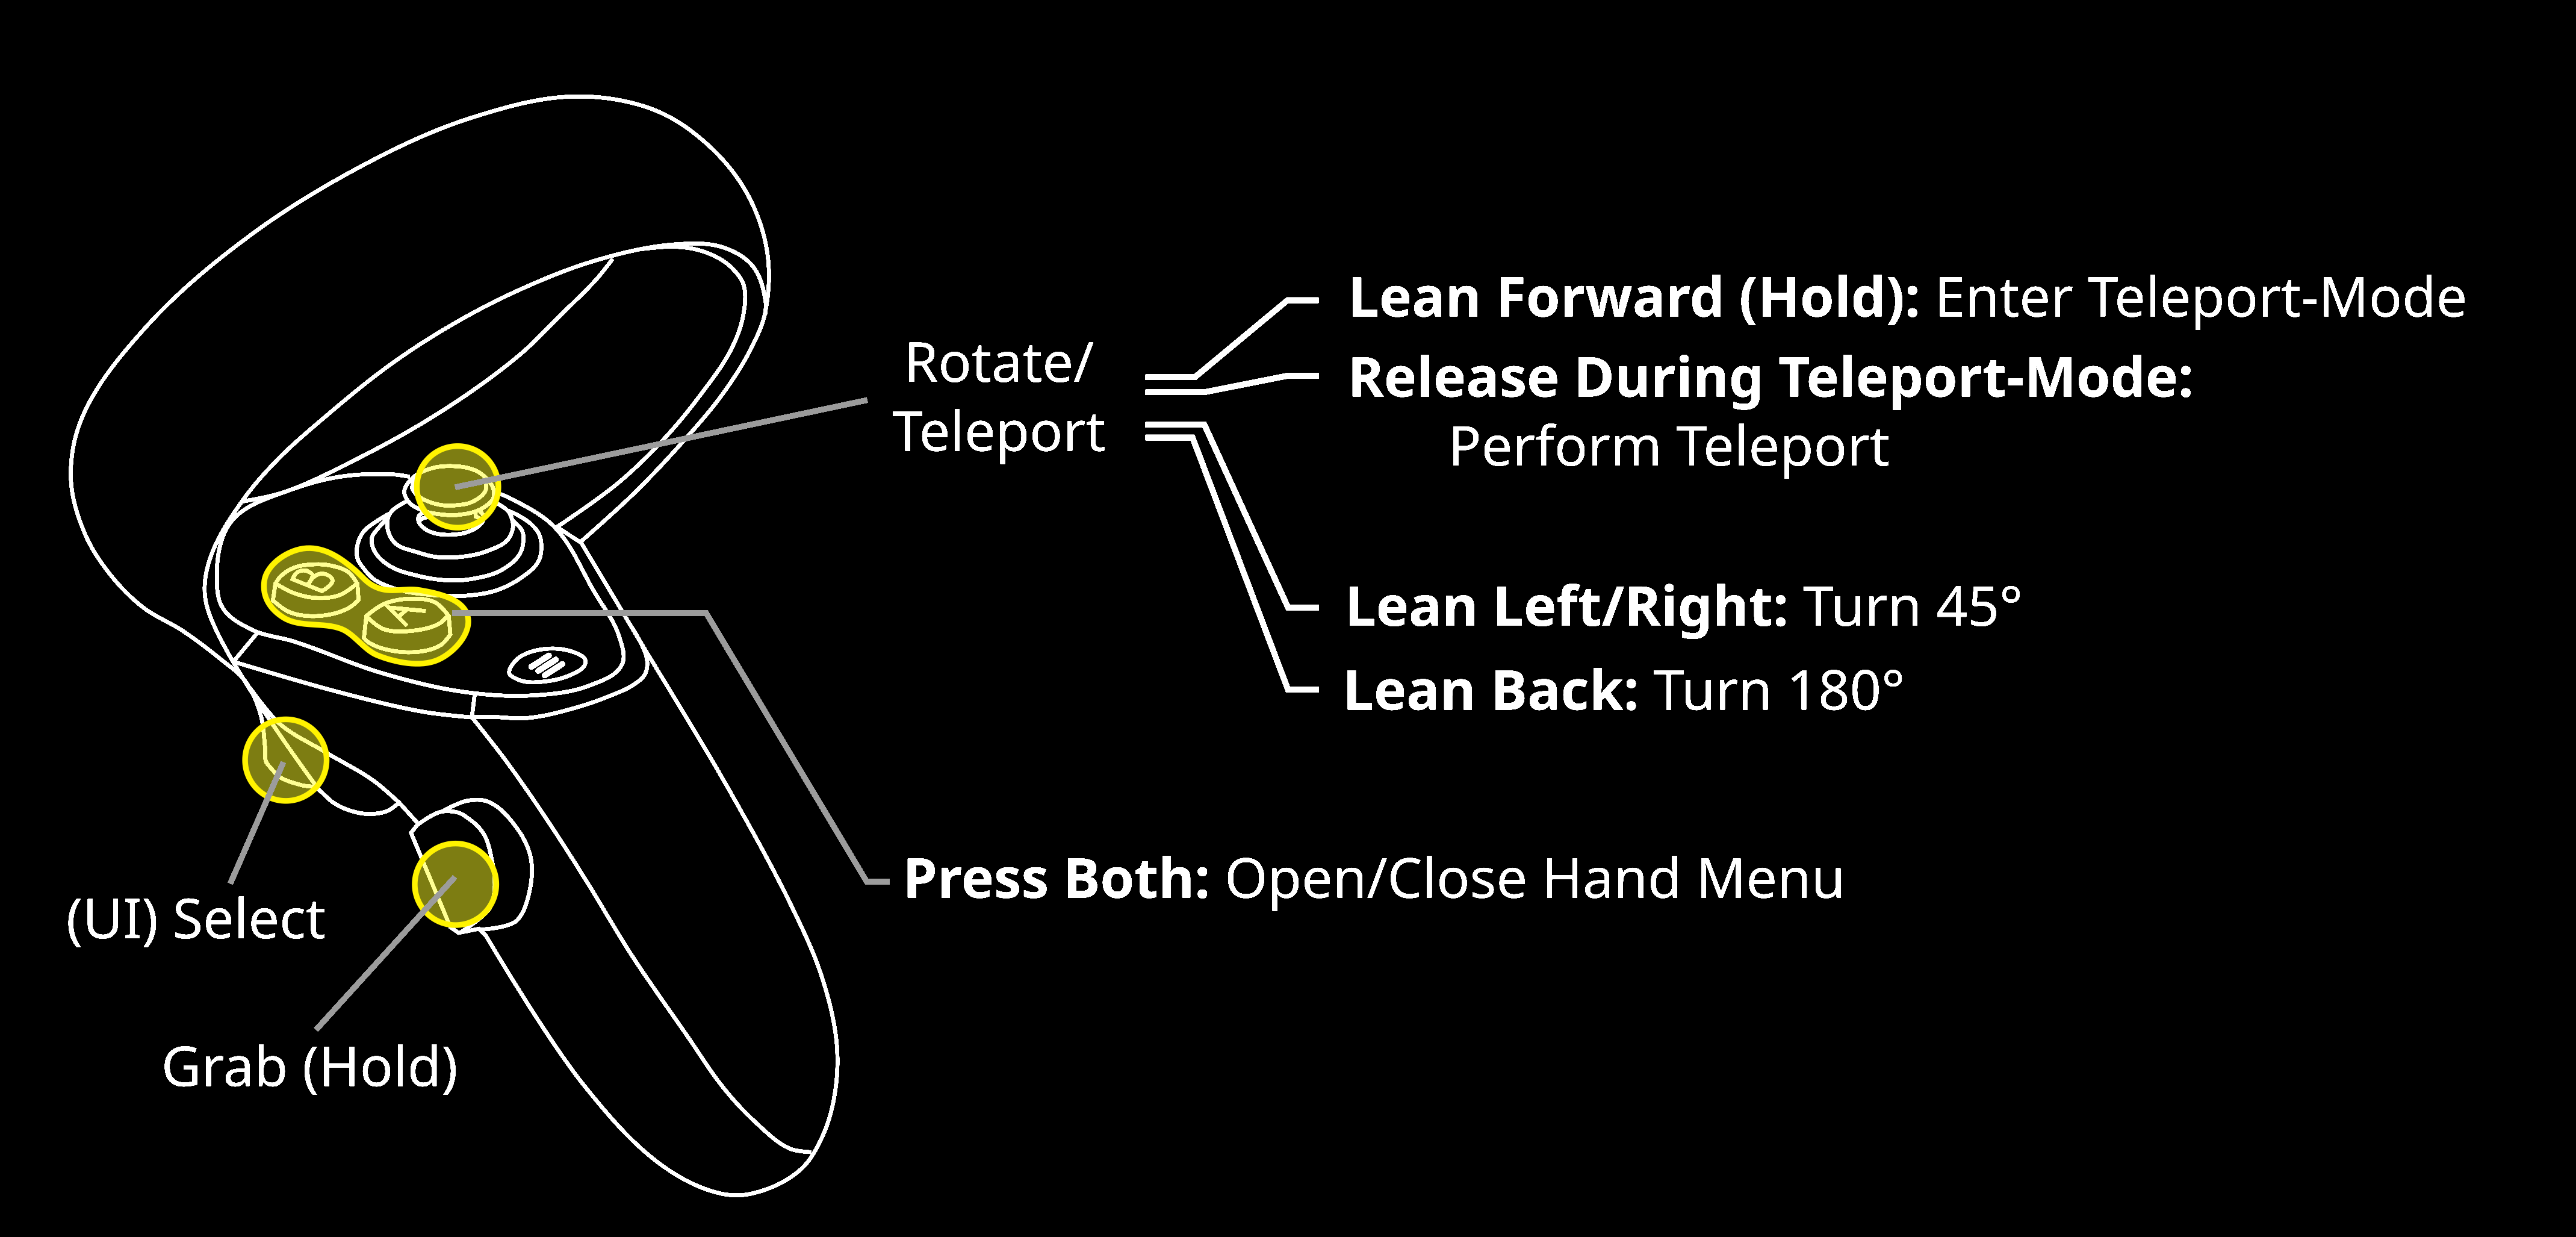 Rotate/
Teleport
Lean Forward (Hold): Enter Teleport-Mode
Release During Teleport-Mode:
Perform Teleport
Lean Left/Right: Turn 45°
Lean Back: Turn 180°
B
A
Press Both: Open/Close Hand Menu
(UI) Select
Grab (Hold)